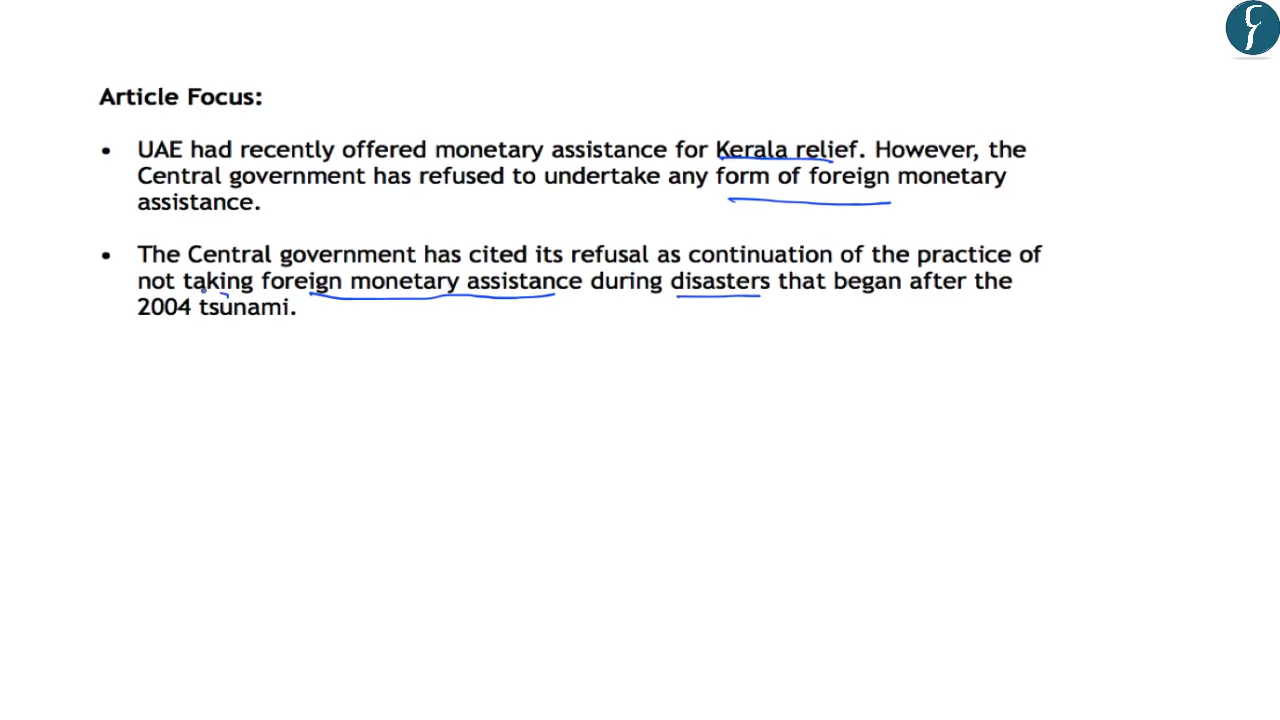 Article Focus:
• UAE had recently offered monetary assistance for Kerala relief. However, the
Central government has refused to undertake any form of foreign monetary
assistance.
• The Central government has cited its refusal as continuation of the practice of
not taking foreign monetary assistance during disasters that began after the
2004 tsunami.